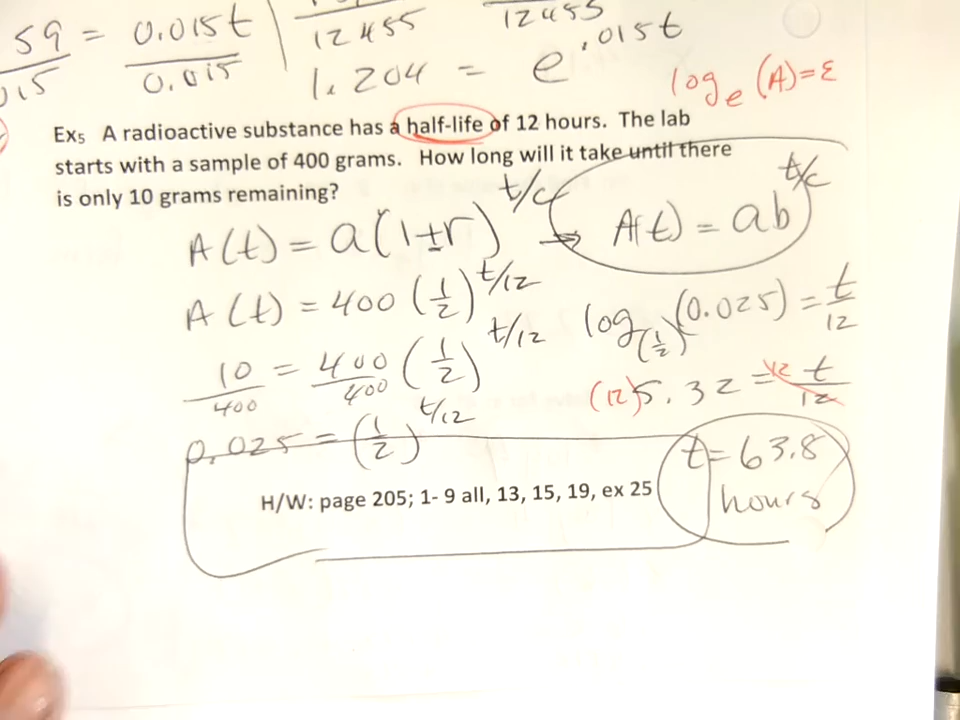 59 = 0.015t
0.015
12455 12455
1.204 = e^.015t
log_e (A) = E
Ex5 A radioactive substance has a half-life of 12 hours. The lab
starts with a sample of 400 grams. How long will it take until there
is only 10 grams remaining?
A(t) = a(1±r)^t/c → A(t) = ab^t/c
A(t) = 400 (1/2)^t/12
log_(1/2) (0.025) = t/12
10/400 = 400/400 (1/2)^t/12
(12)5.32 = 12 t/12
0.025 = (1/2)^t/12
t = 63.8
hours
H/W: page 205; 1- 9 all, 13, 15, 19, ex 25